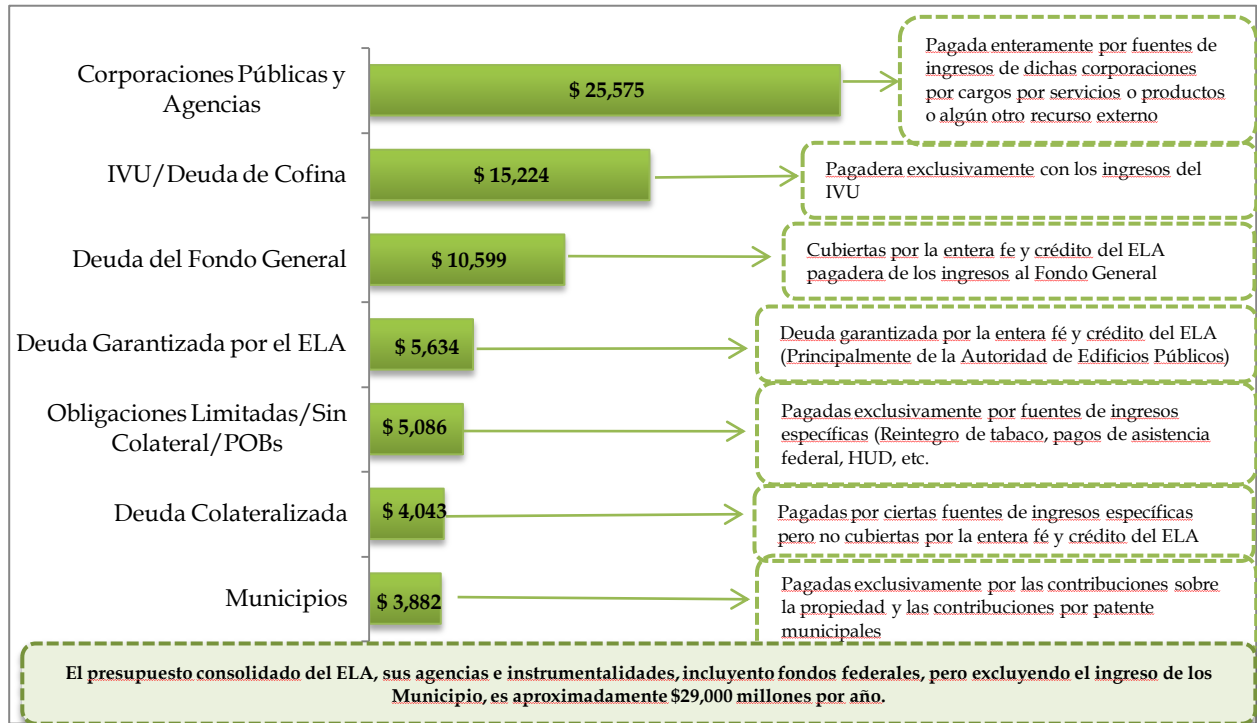 Corporaciones Públicas y
Agencias
$ 25,575
Pagada enteramente por fuentes de
ingresos de dichas corporaciones
por cargos por servicios o productos
o algún otro recurso externo
IVU/Deuda de Cofina
$ 15,224
Pagadera exclusivamente con los ingresos del
IVU
Deuda del Fondo General
$ 10,599
Cubiertas por la entera fe y crédito del ELA
pagadera de los ingresos al Fondo General
Deuda Garantizada por el ELA
$ 5,634
Deuda garantizada por la entera fé y crédito del ELA
(Principalmente de la Autoridad de Edificios Públicos)
Obligaciones Limitadas/Sin
Colateral/POBs
$ 5,086
Pagadas exclusivamente por fuentes de ingresos
específicas (Reintegro de tabaco, pagos de asistencia
federal, HUD, etc.
Deuda Colateralizada
$ 4,043
Pagadas por ciertas fuentes de ingresos específicas
pero no cubiertas por la entera fé y crédito del ELA
Municipios
$ 3,882
Pagadas exclusivamente por las contribuciones sobre
la propiedad y las contribuciones por patente
municipales
El presupuesto consolidado del ELA, sus agencias e instrumentalidades, incluyento fondos federales, pero excluyendo el ingreso de los
Municipio, es aproximadamente $29,000 millones por año.